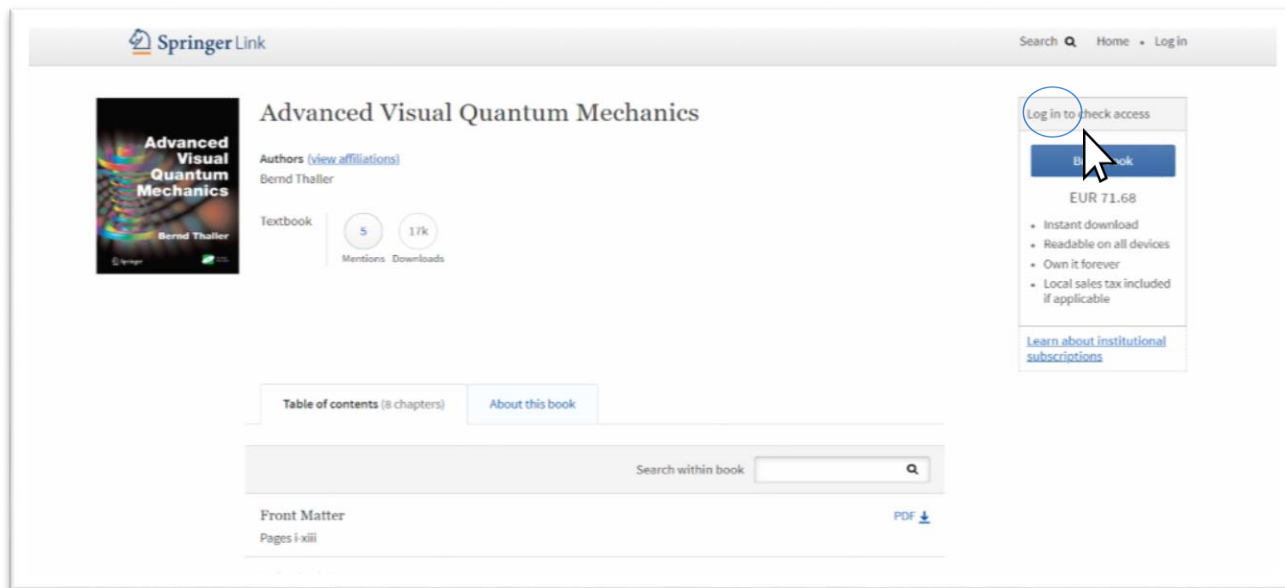 Springer Link
Search Home • Log in
Advanced
Visual
Quantum
Mechanics
Bernd Thaller
Springer
Advanced Visual Quantum Mechanics
Authors (view affiliations)
Bernd Thaller
Textbook
5
Mentions
17k
Downloads
Log in to check access
EUR 71.68
• Instant download
• Readable on all devices
• Own it forever
• Local sales tax included
if applicable
Learn about institutional
subscriptions
Table of contents (8 chapters)
About this book
Search within book
Front Matter
PDF
Pages i-xiii